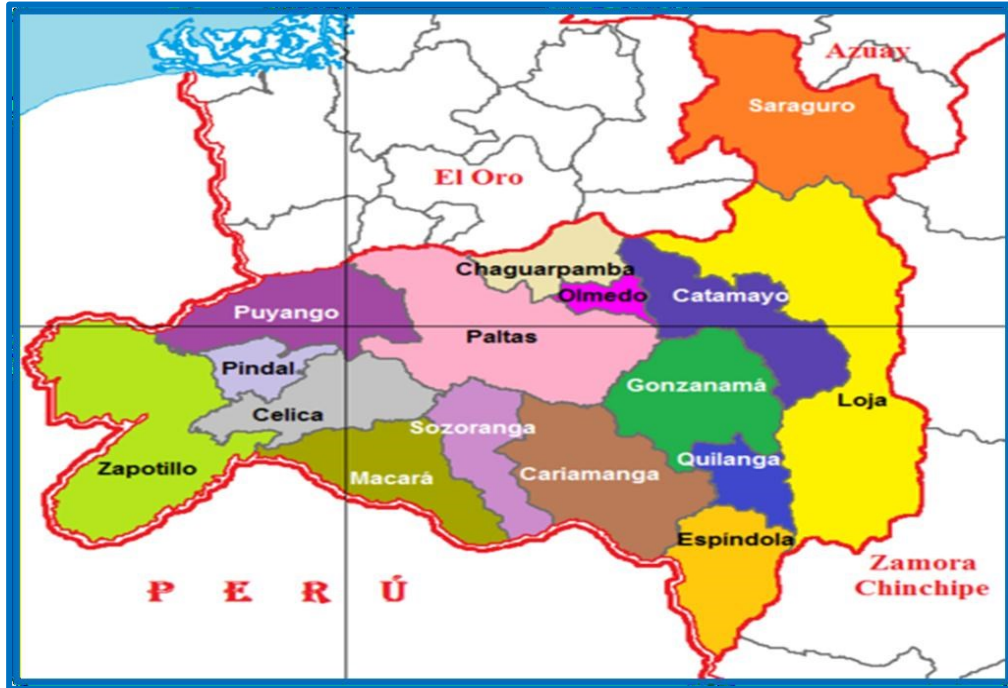 Azuay
Saraguro
El Oro
Chaguarpamba
Olmedo
Catamayo
Puyango
Paltas
Pindal
Gonzanamá
Celica
Loja
Sozoranga
Quilanga
Zapotillo
Macará
Cariamanga
Espíndola
Zamora
Chinchipe
PERÚ